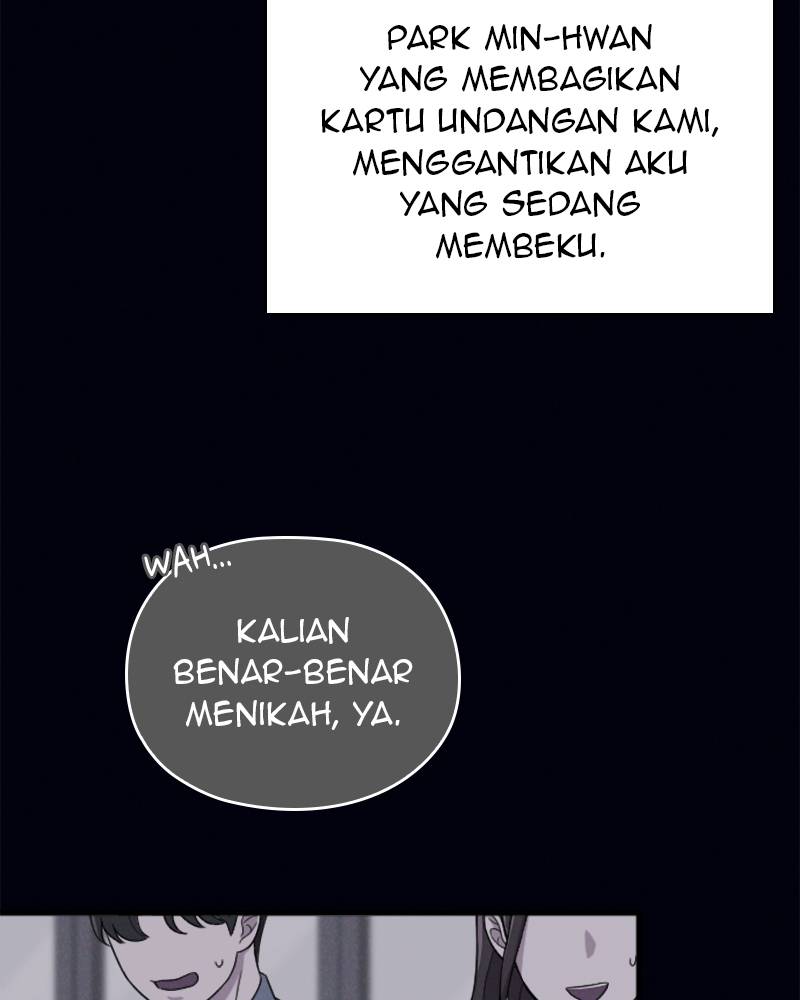 PARK MIN-HWAN
YANG MEMBAGIKAN
KARTU UNDANGAN KAMI,
MENGGANTIKAN AKU
YANG SEDANG
MEMBEKU.
WAH...
KALIAN
BENAR-BENAR
MENIKAH, YA.